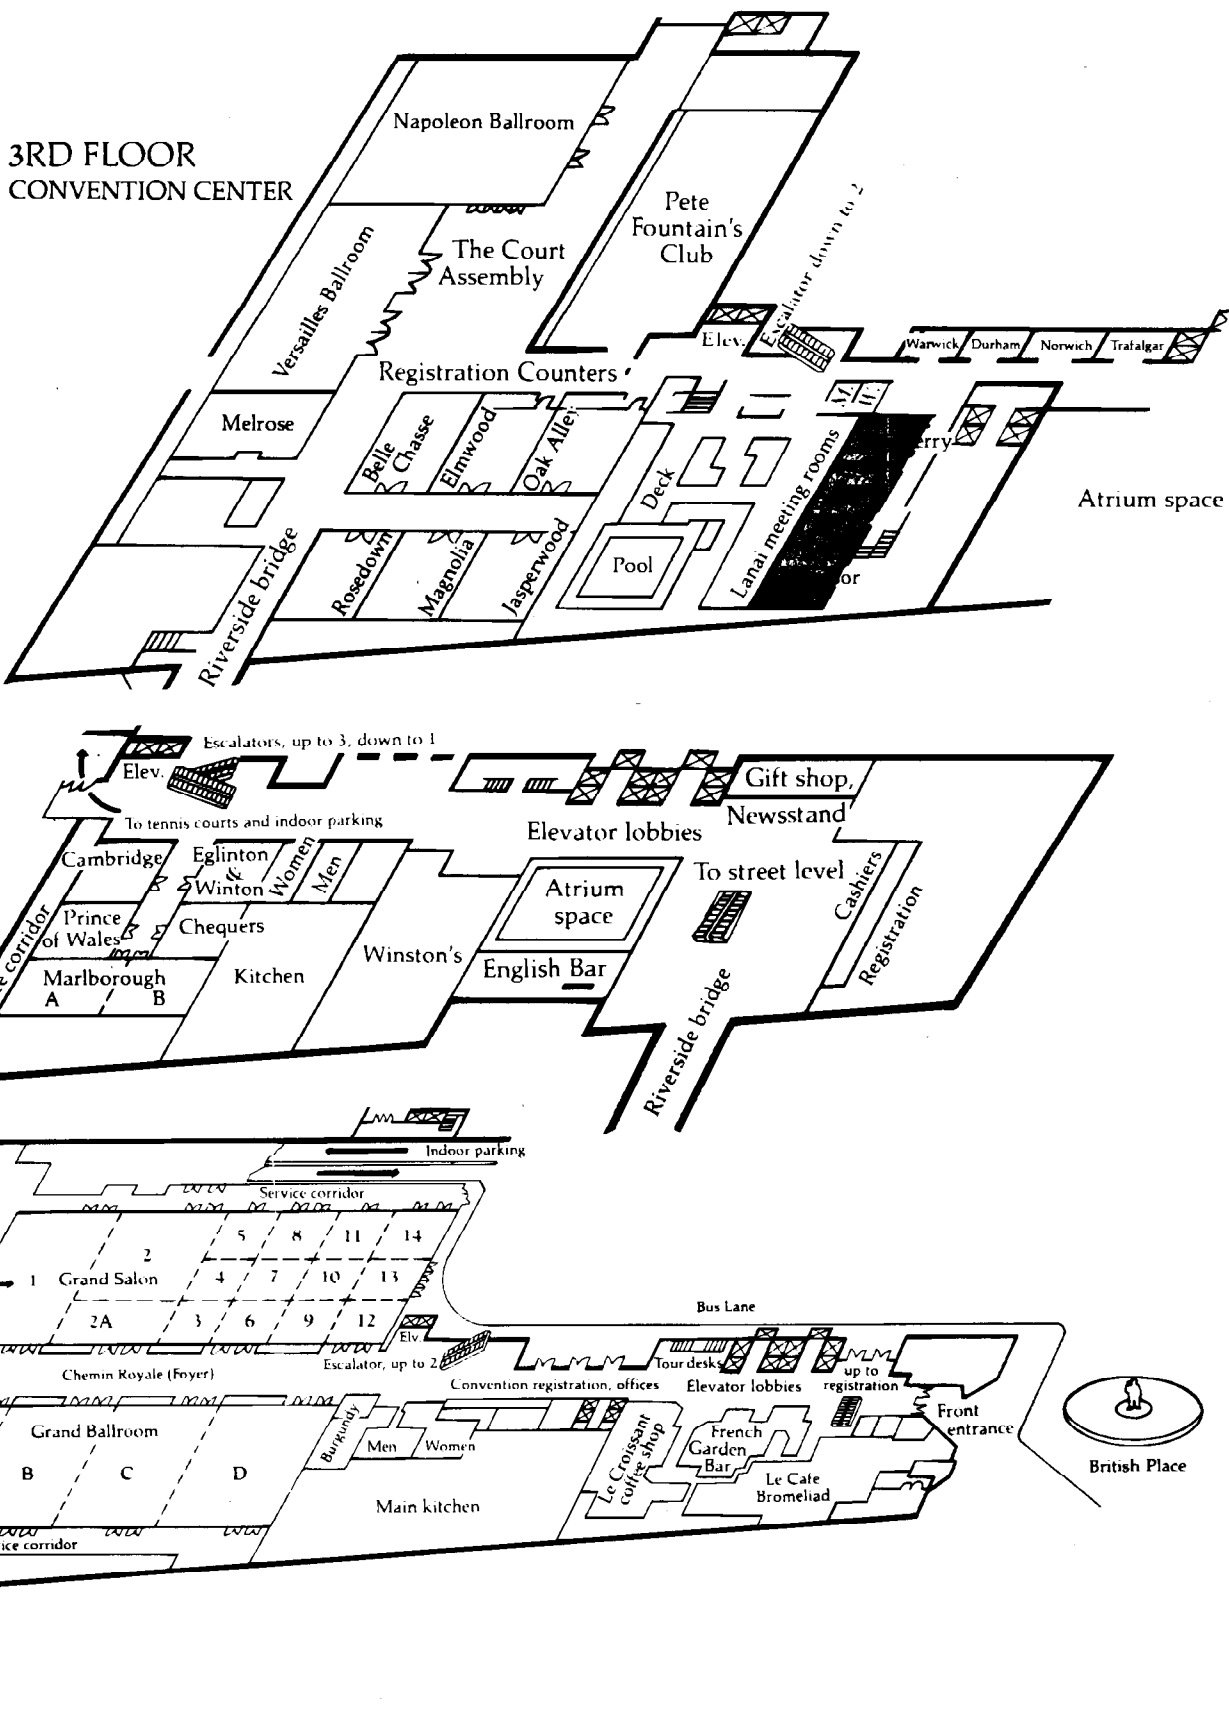 3RD FLOOR
CONVENTION CENTER
Napoleon Ballroom
Pete
Fountain's
Club
The Court
Assembly
Versailles Ballroom
Escalator down to 2
Elev.
Warwick
Durham
Norwich
Trafalgar
Registration Counters
Melrose
Belle
Chasse
Elmwood
Oak Alley
Deck
M.
W.
Lanai meeting rooms
erry
Atrium space
Pool
or
Rosedown
Magnolia
Jasperwood
Riverside bridge
Escalators, up to 3, down to 1
Elev.
To tennis courts and indoor parking
Gift shop,
Newsstand
Elevator lobbies
Cambridge
Eglinton
&
Winton
Women
Men
Atrium
space
To street level
Cashiers
Registration
Prince
of Wales
Chequers
Winston's
English Bar
Kitchen
Marlborough
A
B
ce corridor
Riverside bridge
Indoor parking
Service corridor
5
8
11
14
2
1
Grand Salon
4
7
10
13
2A
3
6
9
12
Elv.
Bus Lane
Escalator, up to 2
Tour desks
Chemin Royale (Foyer)
Convention registration, offices
Elevator lobbies
up to
registration
Front
entrance
Grand Ballroom
Burgundy
Men
Women
Le Croissant
coffee shop
French
Garden
Bar
Le Cafe
Bromeliad
British Place
B
C
D
Main kitchen
ice corridor